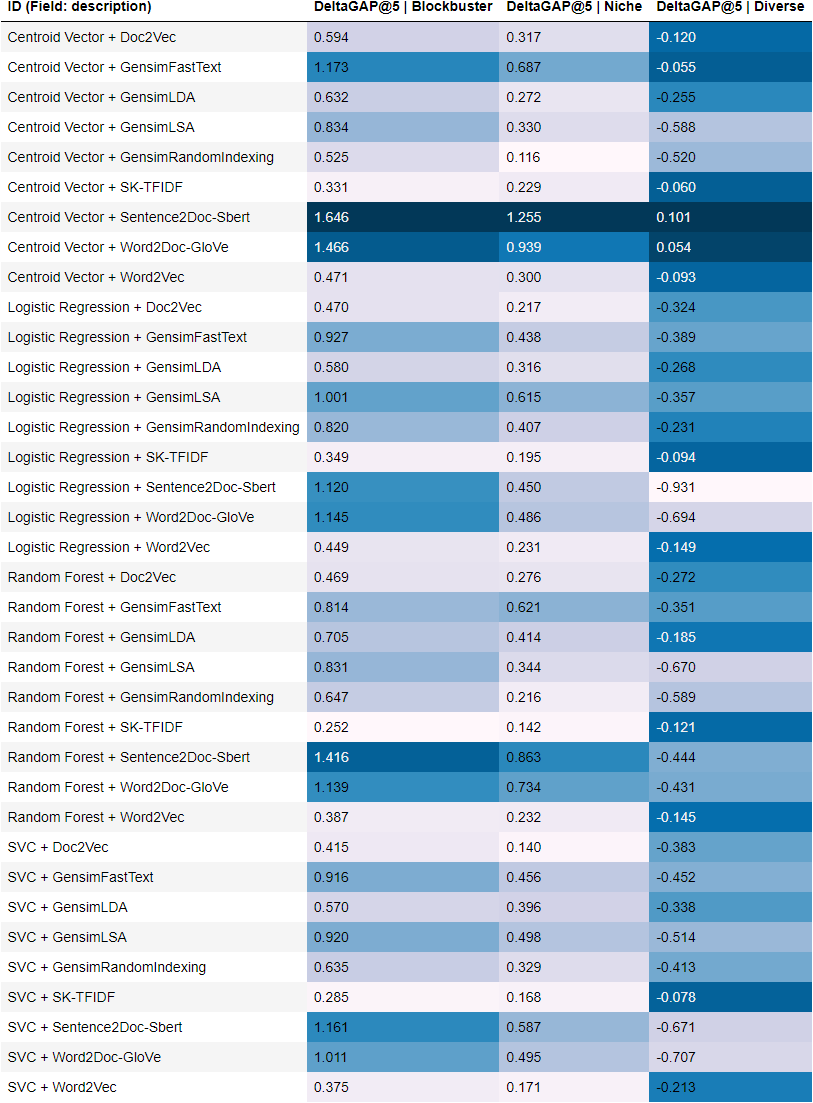 ID (Field: description) DeltaGAP@5 | Blockbuster DeltaGAP@5 | Niche DeltaGAP@5 | Diverse
Centroid Vector + Doc2Vec 0.594 0.317 -0.120
Centroid Vector + GensimFastText 1.173 0.687 -0.055
Centroid Vector + GensimLDA 0.632 0.272 -0.255
Centroid Vector + GensimLSA 0.834 0.330 -0.588
Centroid Vector + GensimRandomIndexing 0.525 0.116 -0.520
Centroid Vector + SK-TFIDF 0.331 0.229 -0.060
Centroid Vector + Sentence2Doc-Sbert 1.646 1.255 0.101
Centroid Vector + Word2Doc-GloVe 1.466 0.939 0.054
Centroid Vector + Word2Vec 0.471 0.300 -0.093
Logistic Regression + Doc2Vec 0.470 0.217 -0.324
Logistic Regression + GensimFastText 0.927 0.438 -0.389
Logistic Regression + GensimLDA 0.580 0.316 -0.268
Logistic Regression + GensimLSA 1.001 0.615 -0.357
Logistic Regression + GensimRandomIndexing 0.820 0.407 -0.231
Logistic Regression + SK-TFIDF 0.349 0.195 -0.094
Logistic Regression + Sentence2Doc-Sbert 1.120 0.450 -0.931
Logistic Regression + Word2Doc-GloVe 1.145 0.486 -0.694
Logistic Regression + Word2Vec 0.449 0.231 -0.149
Random Forest + Doc2Vec 0.469 0.276 -0.272
Random Forest + GensimFastText 0.814 0.621 -0.351
Random Forest + GensimLDA 0.705 0.414 -0.185
Random Forest + GensimLSA 0.831 0.344 -0.670
Random Forest + GensimRandomIndexing 0.647 0.216 -0.589
Random Forest + SK-TFIDF 0.252 0.142 -0.121
Random Forest + Sentence2Doc-Sbert 1.416 0.863 -0.444
Random Forest + Word2Doc-GloVe 1.139 0.734 -0.431
Random Forest + Word2Vec 0.387 0.232 -0.145
SVC + Doc2Vec 0.415 0.140 -0.383
SVC + GensimFastText 0.916 0.456 -0.452
SVC + GensimLDA 0.570 0.396 -0.338
SVC + GensimLSA 0.920 0.498 -0.514
SVC + GensimRandomIndexing 0.635 0.329 -0.413
SVC + SK-TFIDF 0.285 0.168 -0.078
SVC + Sentence2Doc-Sbert 1.161 0.587 -0.671
SVC + Word2Doc-GloVe 1.011 0.495 -0.707
SVC + Word2Vec 0.375 0.171 -0.213